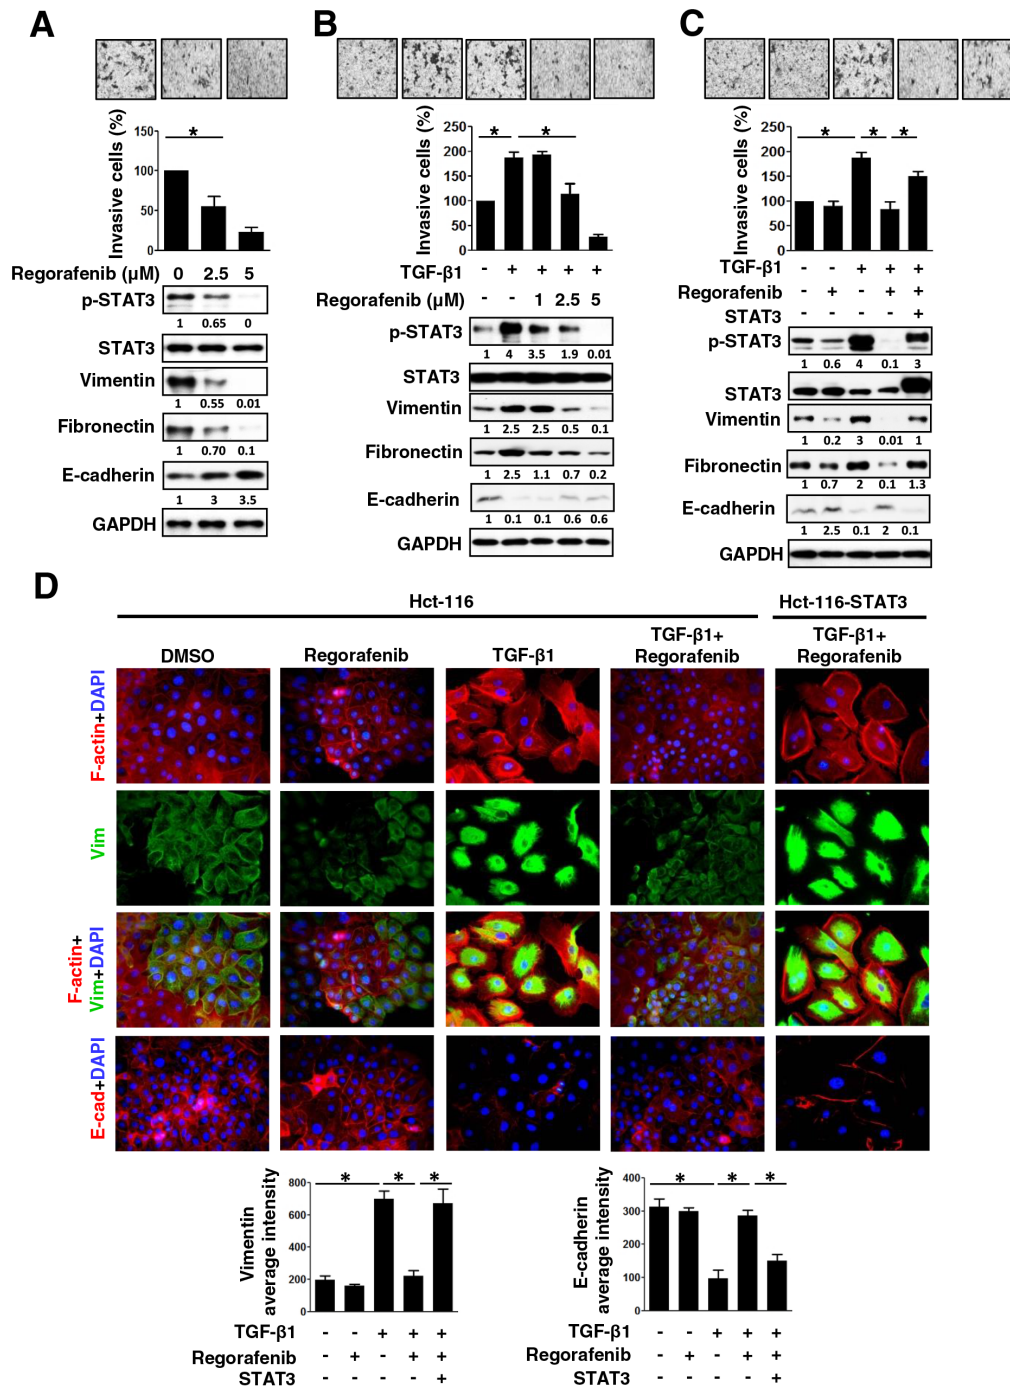 A
B
C
Invasive cells (%)
150
100
50
0
*
Regorafenib (μM) 0 2.5 5
p-STAT3
1 0.65 0
STAT3
Vimentin
1 0.55 0.01
Fibronectin
1 0.70 0.1
E-cadherin
1 3 3.5
GAPDH
Invasive cells (%)
250
200
150
100
50
0
* *
TGF-β1 - + + + +
Regorafenib (μM) - - 1 2.5 5
p-STAT3
1 4 3.5 1.9 0.01
STAT3
Vimentin
1 2.5 2.5 0.5 0.1
Fibronectin
1 2.5 1.1 0.7 0.2
E-cadherin
1 0.1 0.1 0.6 0.6
GAPDH
Invasive cells (%)
250
200
150
100
50
0
* * *
TGF-β1 - - + + +
Regorafenib - + - + +
STAT3 - - - - +
p-STAT3
1 0.6 4 0.1 3
STAT3
Vimentin
1 0.2 3 0.01 1
Fibronectin
1 0.7 2 0.1 1.3
E-cadherin
1 2.5 0.1 2 0.1
GAPDH
D
Hct-116
Hct-116-STAT3
DMSO
Regorafenib
TGF-β1
TGF-β1+
Regorafenib
TGF-β1+
Regorafenib
F-actin+DAPI
Vim
F-actin+
Vim+DAPI
E-cad+DAPI
Vimentin
average intensity
800
600
400
200
0
* * *
TGF-β1 - - + + +
Regorafenib - + - + +
STAT3 - - - - +
E-cadherin
average intensity
400
300
200
100
0
* * *
TGF-β1 - - + + +
Regorafenib - + - + +
STAT3 - - - - +